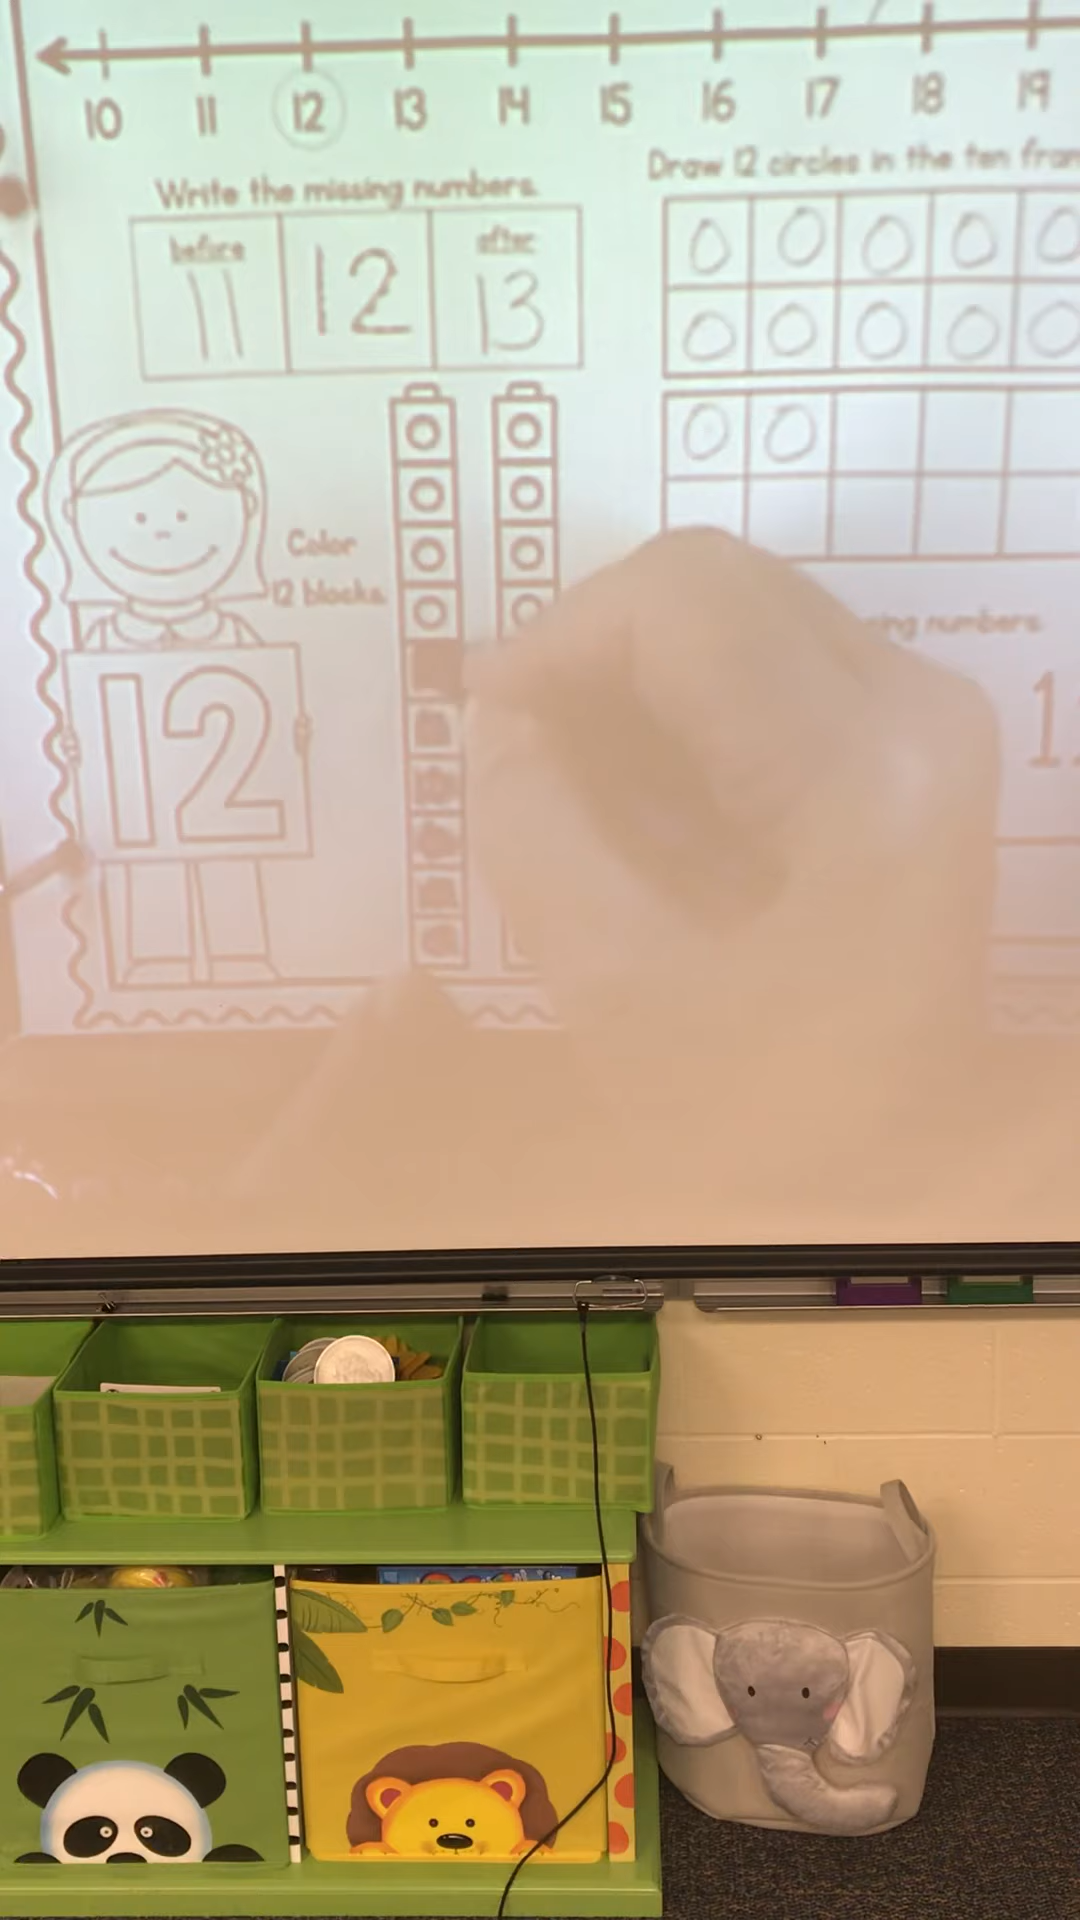 10 11 12 13 14 15 16 17 18 19
Write the missing numbers.
before
after
11
12
13
Draw 12 circles in the ten
Color
12 blocks.
12
numbers